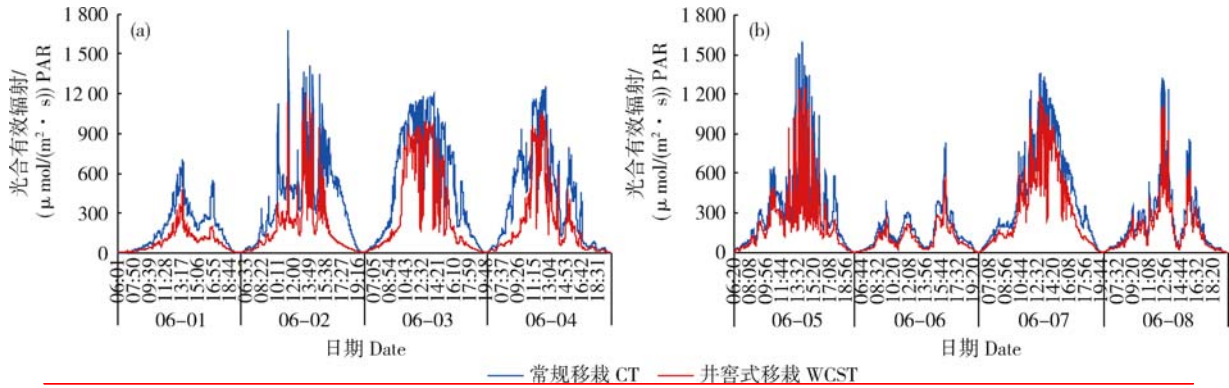 (a)
光合有效辐射/
(μ mol/(m²· s)) PAR
1 800
1 500
1 200
900
600
300
0
06:01 07:50 09:39 11:28 13:17 15:06 16:55 18:44 06:33 08:22 10:11 12:00 13:49 15:38 17:27 19:16 07:05 08:54 10:43 12:32 14:21 16:10 17:59 19:48 07:37 09:26 11:15 13:04 14:53 16:42 18:31
06-01 06-02 06-03 06-04
日期 Date
(b)
光合有效辐射/
(μ mol/(m²· s)) PAR
1 800
1 500
1 200
900
600
300
0
06:20 08:08 09:56 11:44 13:32 15:20 17:08 18:56 06:44 08:32 10:20 12:08 13:56 15:44 17:32 19:20 07:08 08:56 10:44 12:32 14:20 16:08 17:56 19:44 07:32 09:20 11:08 12:56 14:44 16:32 18:20
06-05 06-06 06-07 06-08
日期 Date
常规移栽 CT 井窖式移栽 WCST